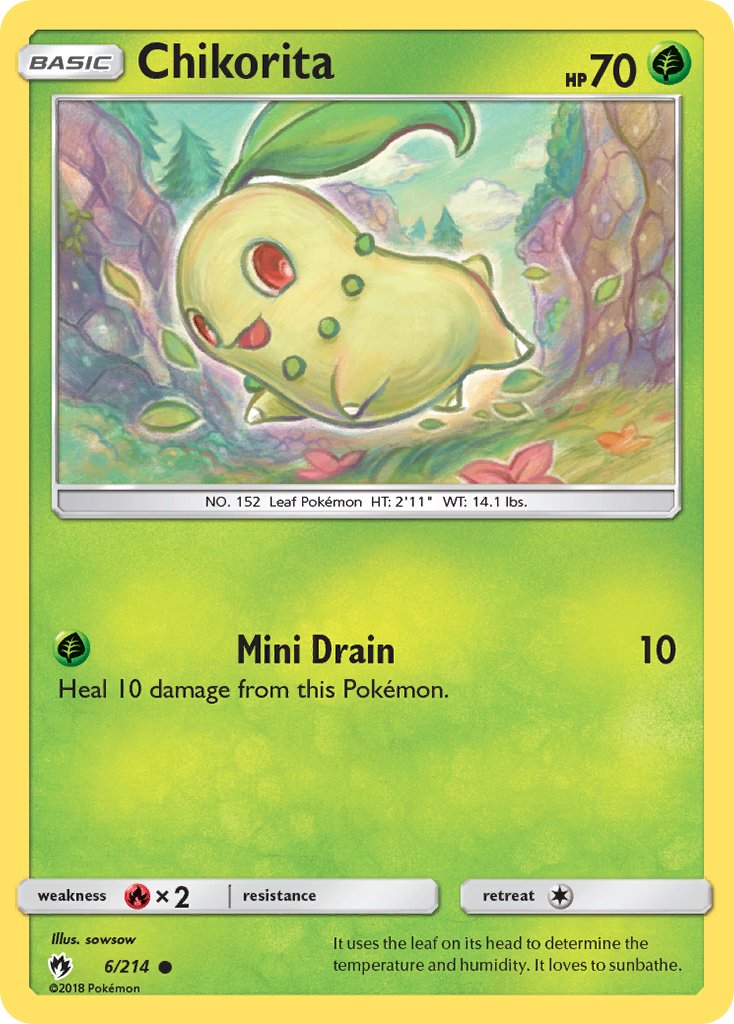 BASIC Chikorita HP 70
NO. 152 Leaf Pokémon HT: 2'11" WT: 14.1 lbs.
Mini Drain 10
Heal 10 damage from this Pokémon.
weakness × 2 resistance retreat
Illus. sowsow
6/214
©2018 Pokémon
It uses the leaf on its head to determine the
temperature and humidity. It loves to sunbathe.